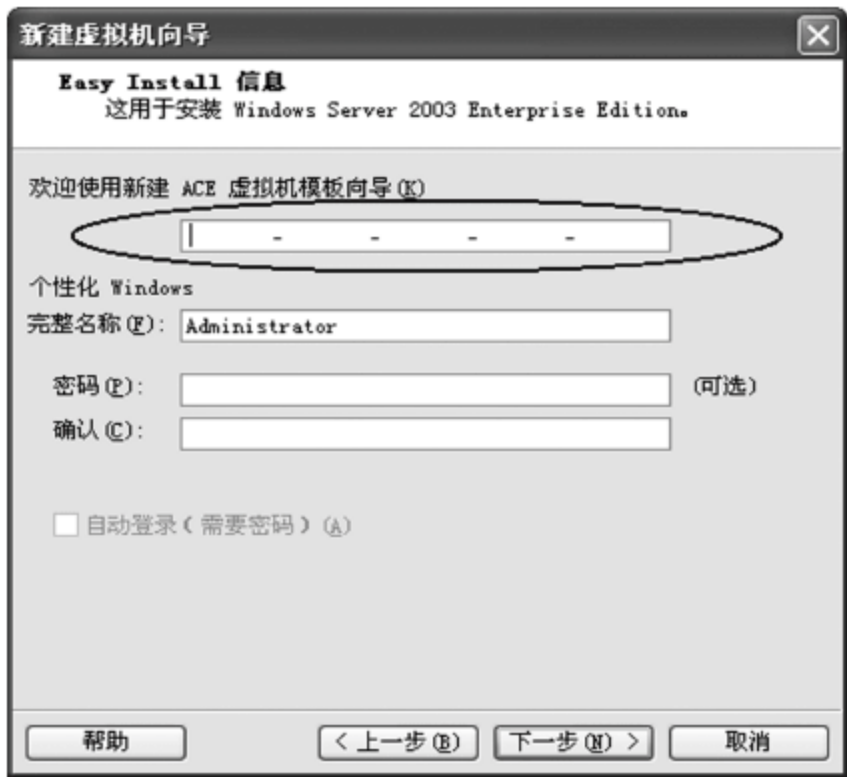 新建虚拟机向导
Easy Install 信息
这用于安装 Windows Server 2003 Enterprise Edition。
欢迎使用新建 ACE 虚拟机模板向导(K)
- - - -
个性化 Windows
完整名称(F): Administrator
密码(P): (可选)
确认(C):
自动登录(需要密码)(A)
帮助 < 上一步(B) 下一步(N) > 取消